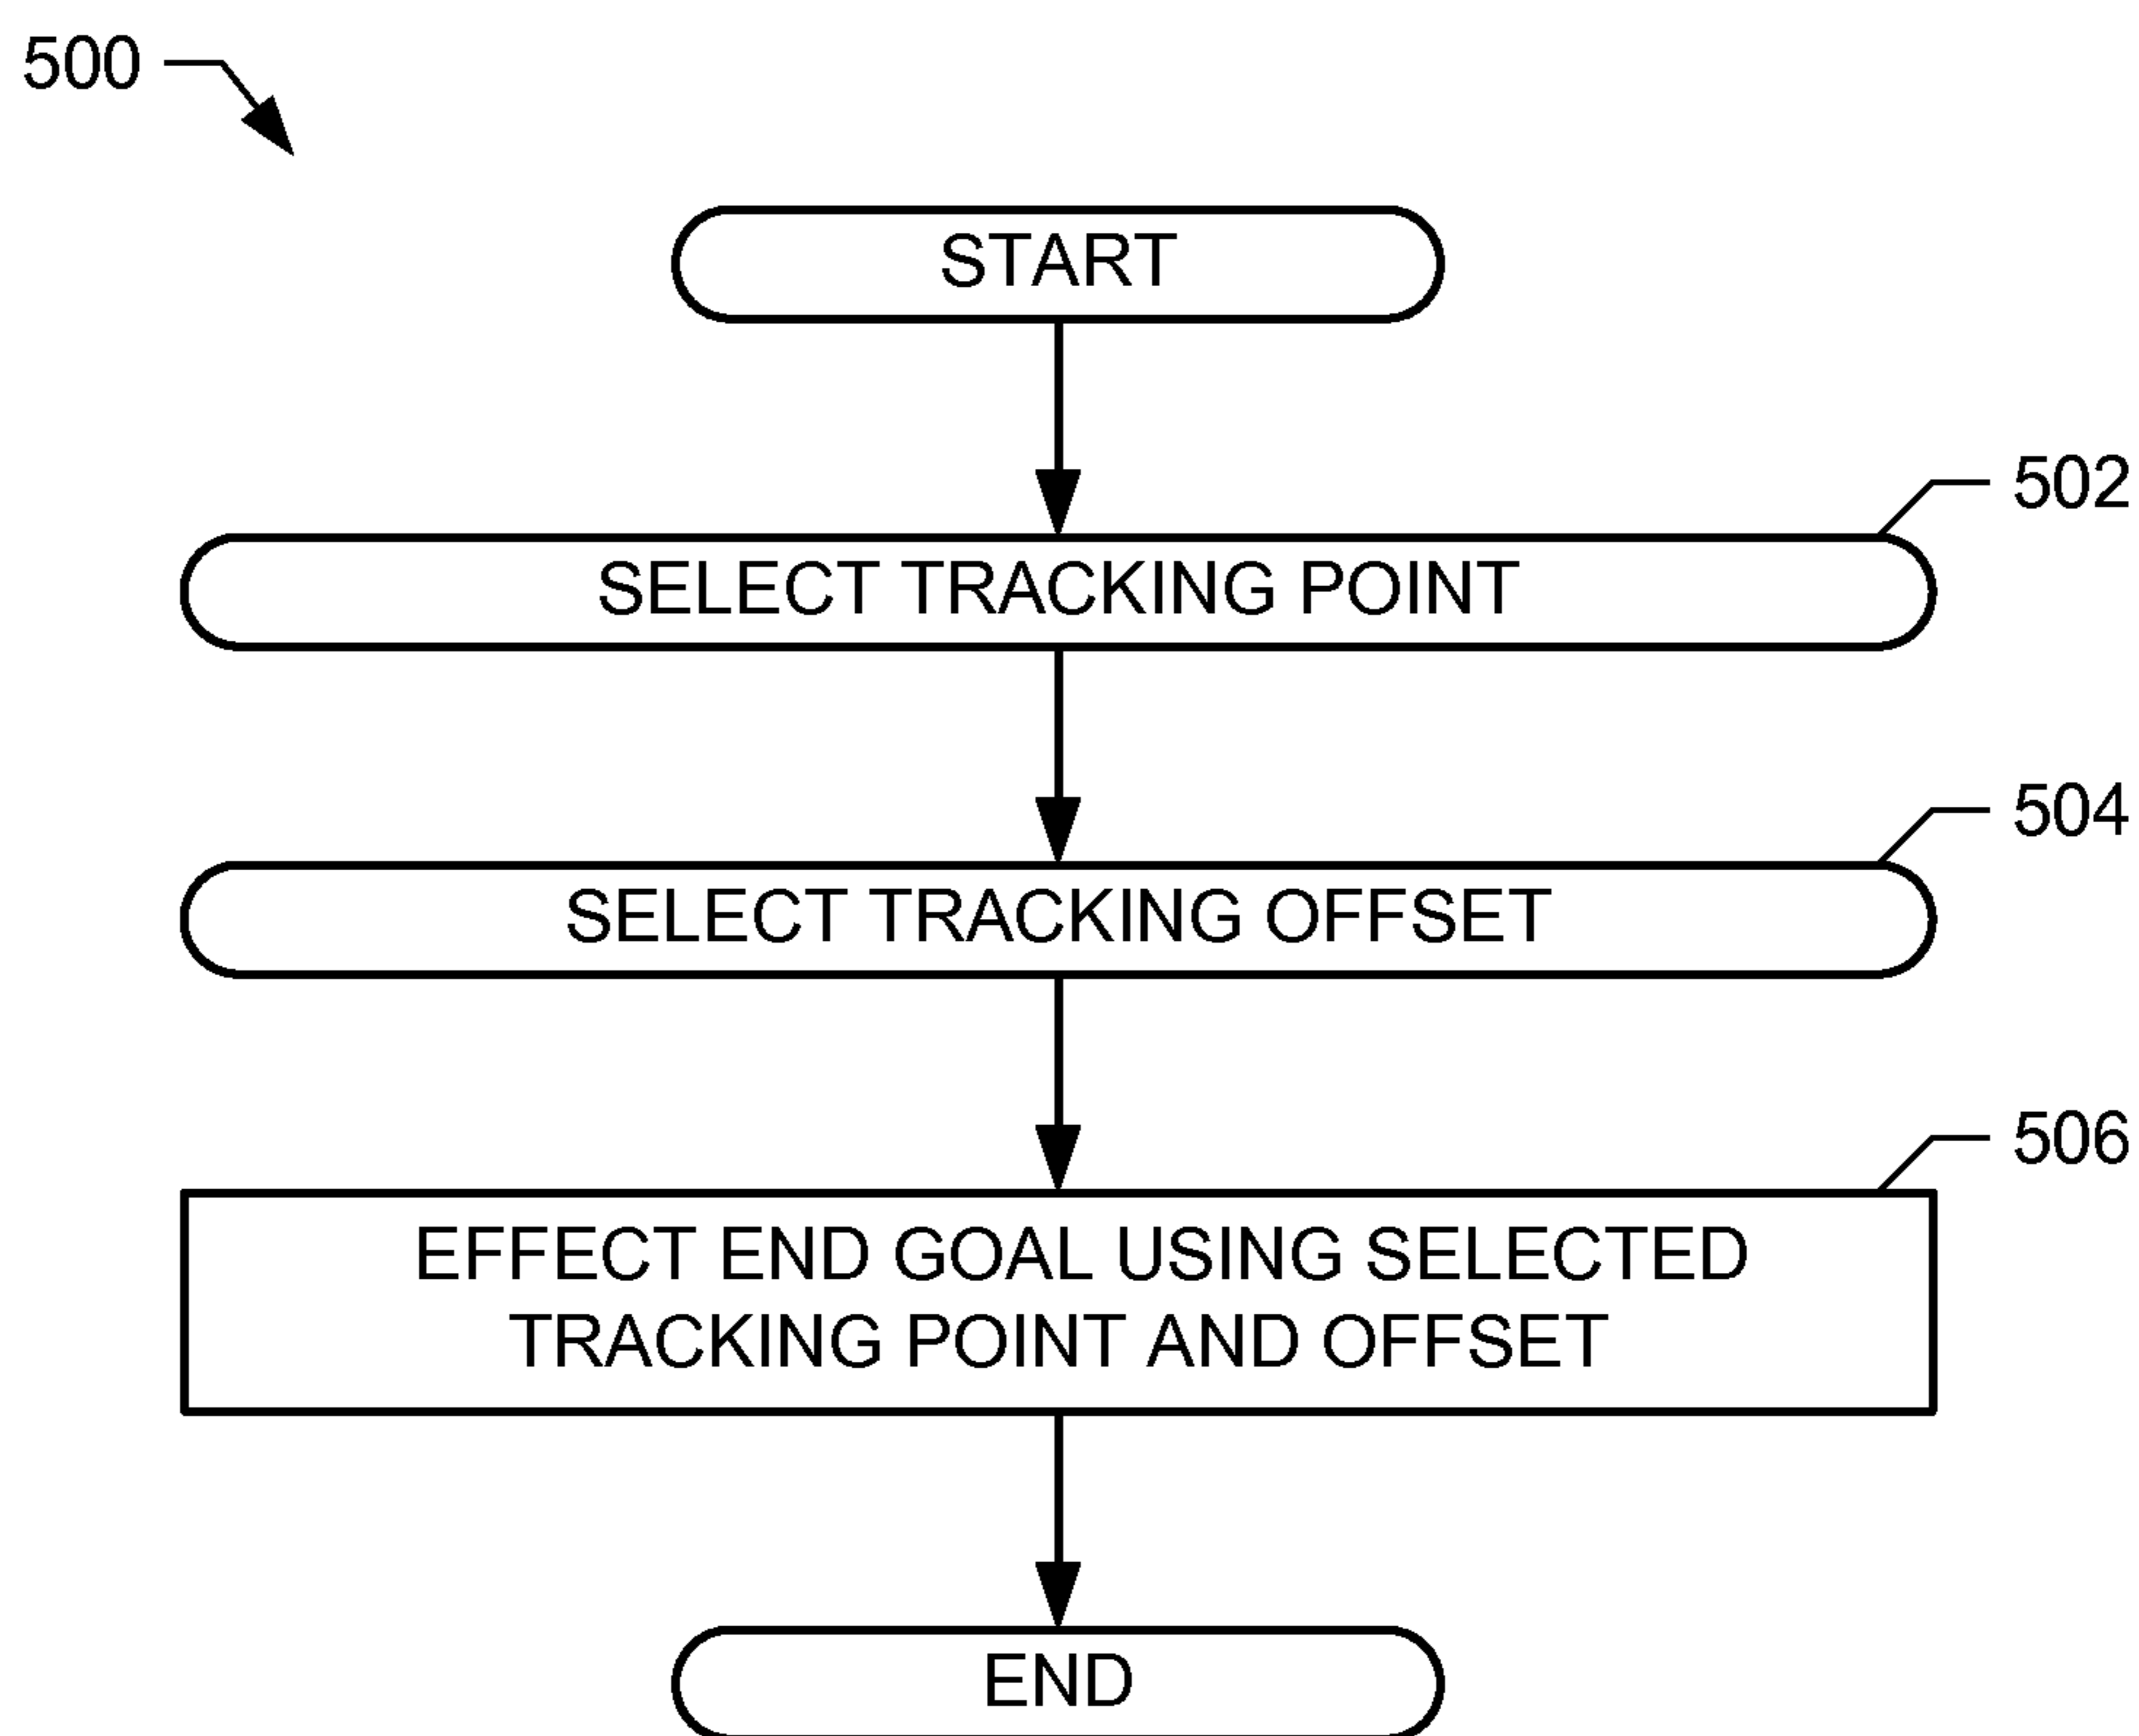 500
START
502
SELECT TRACKING POINT
504
SELECT TRACKING OFFSET
506
EFFECT END GOAL USING SELECTED
TRACKING POINT AND OFFSET
END